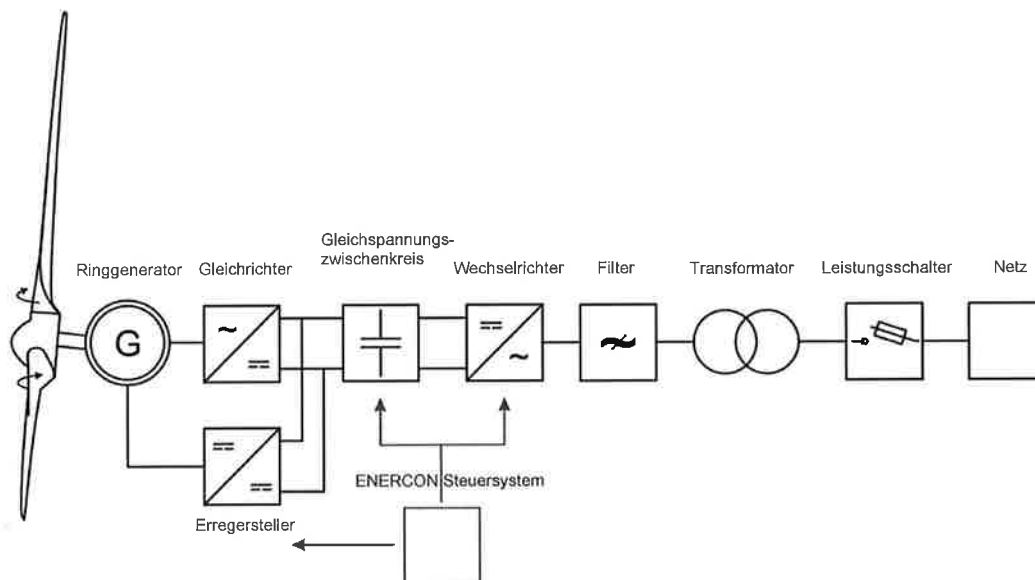 Gleichspannungs-
zwischenkreis
Ringgenerator
Gleichrichter
Wechselrichter
Filter
Transformator
Leistungsschalter
Netz
G
ENERCON Steuersystem
Erregersteller